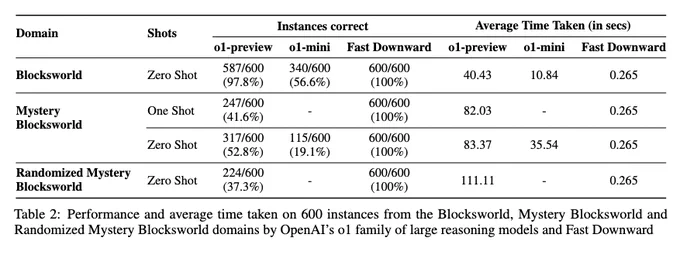 Domain Shots Instances correct Average Time Taken (in secs)
o1-preview o1-mini Fast Downward o1-preview o1-mini Fast Downward
Blocksworld Zero Shot 587/600 (97.8%) 340/600 (56.6%) 600/600 (100%) 40.43 10.84 0.265
Mystery Blocksworld One Shot 247/600 (41.6%) - 600/600 (100%) 82.03 - 0.265
Zero Shot 317/600 (52.8%) 115/600 (19.1%) 600/600 (100%) 83.37 35.54 0.265
Randomized Mystery Blocksworld Zero Shot 224/600 (37.3%) - 600/600 (100%) 111.11 - 0.265
Table 2: Performance and average time taken on 600 instances from the Blocksworld, Mystery Blocksworld and
Randomized Mystery Blocksworld domains by OpenAI's o1 family of large reasoning models and Fast Downward